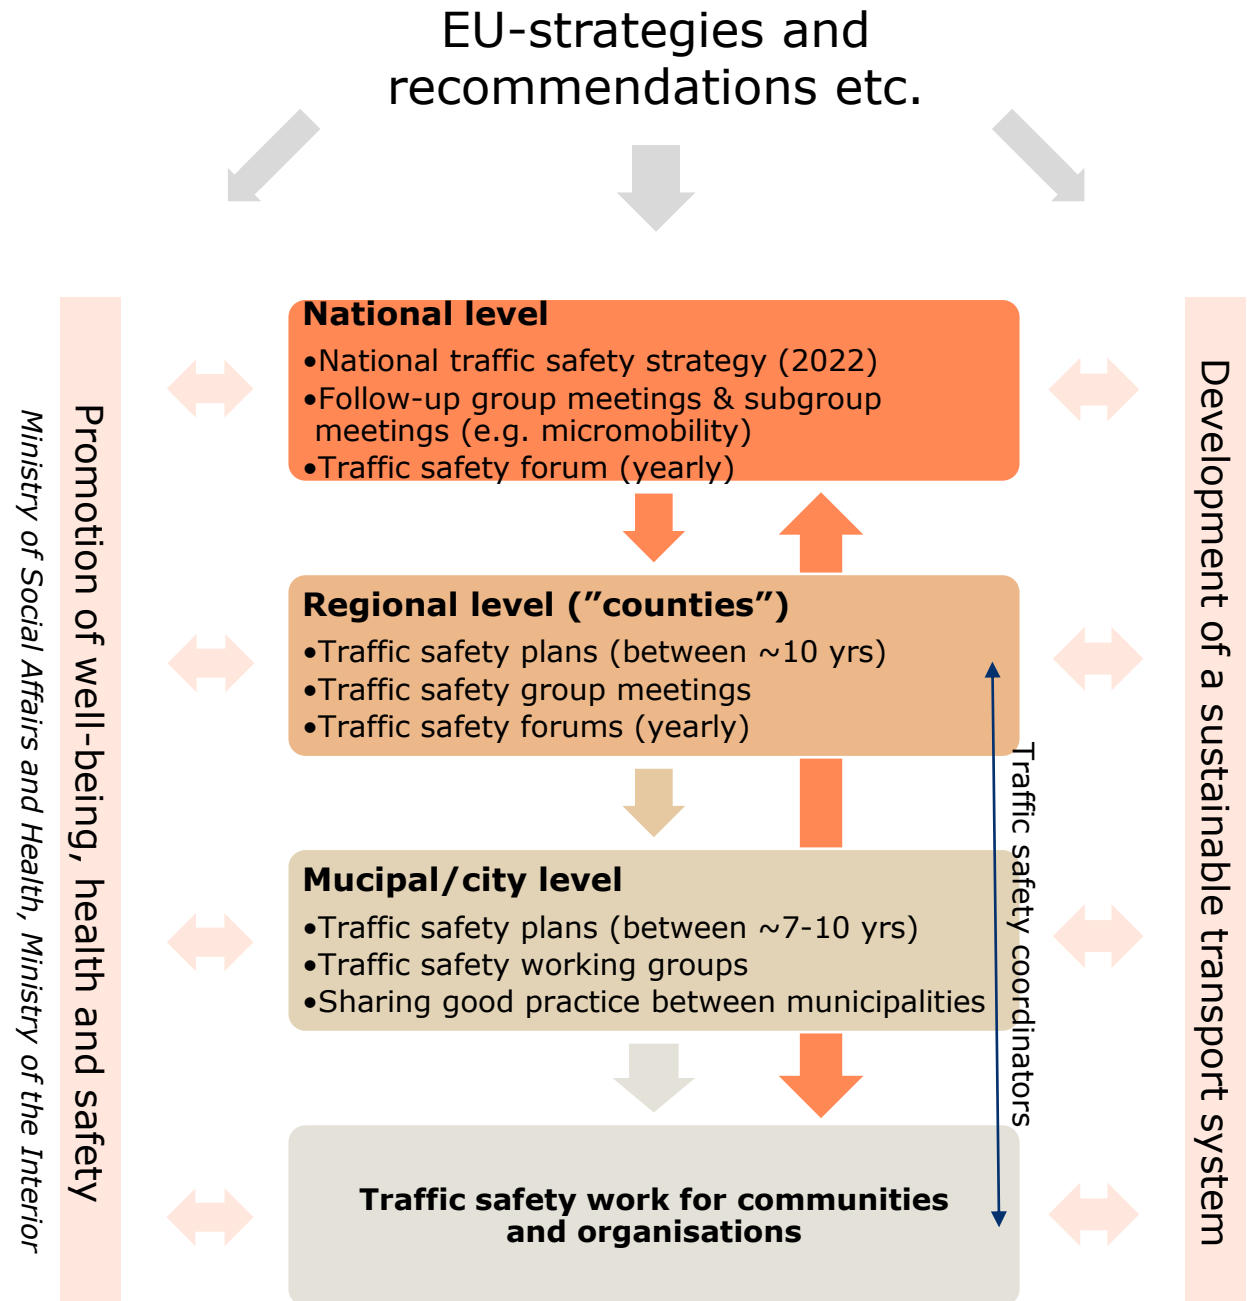 EU-strategies and
recommendations etc.
National level
•National traffic safety strategy (2022)
•Follow-up group meetings & subgroup
meetings (e.g. micromobility)
•Traffic safety forum (yearly)
Regional level (”counties”)
•Traffic safety plans (between ~10 yrs)
•Traffic safety group meetings
•Traffic safety forums (yearly)
Mucipal/city level
•Traffic safety plans (between ~7-10 yrs)
•Traffic safety working groups
•Sharing good practice between municipalities
Traffic safety work for communities
and organisations
Promotion of well-being, health and safety
Ministry of Social Affairs and Health, Ministry of the Interior
Traffic safety coordinators
Development of a sustainable transport system